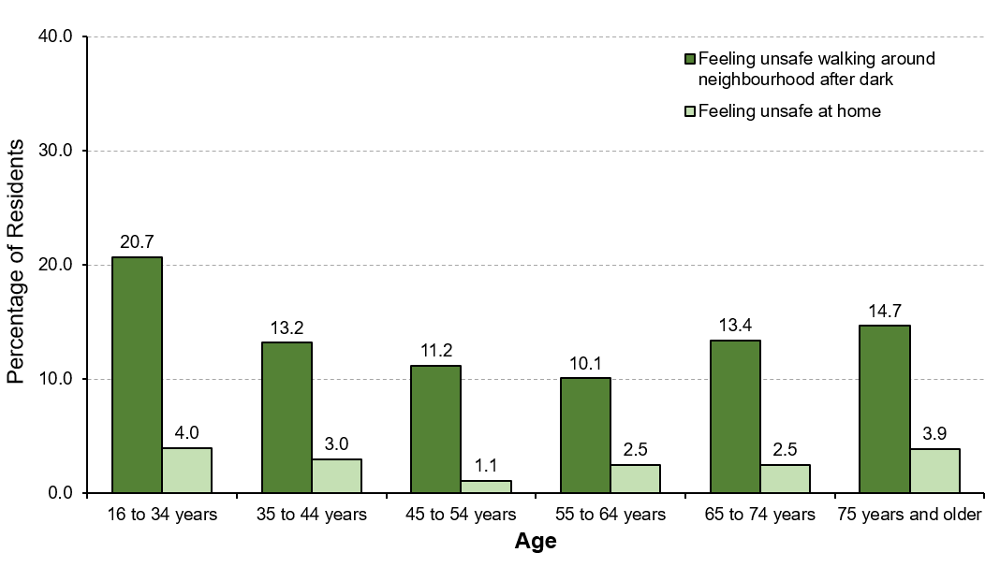 40.0
30.0
20.0
10.0
0.0
Percentage of Residents
Feeling unsafe walking around
neighbourhood after dark
Feeling unsafe at home
20.7
4.0
13.2
3.0
11.2
1.1
10.1
2.5
13.4
2.5
14.7
3.9
16 to 34 years
35 to 44 years
45 to 54 years
55 to 64 years
65 to 74 years
75 years and older
Age